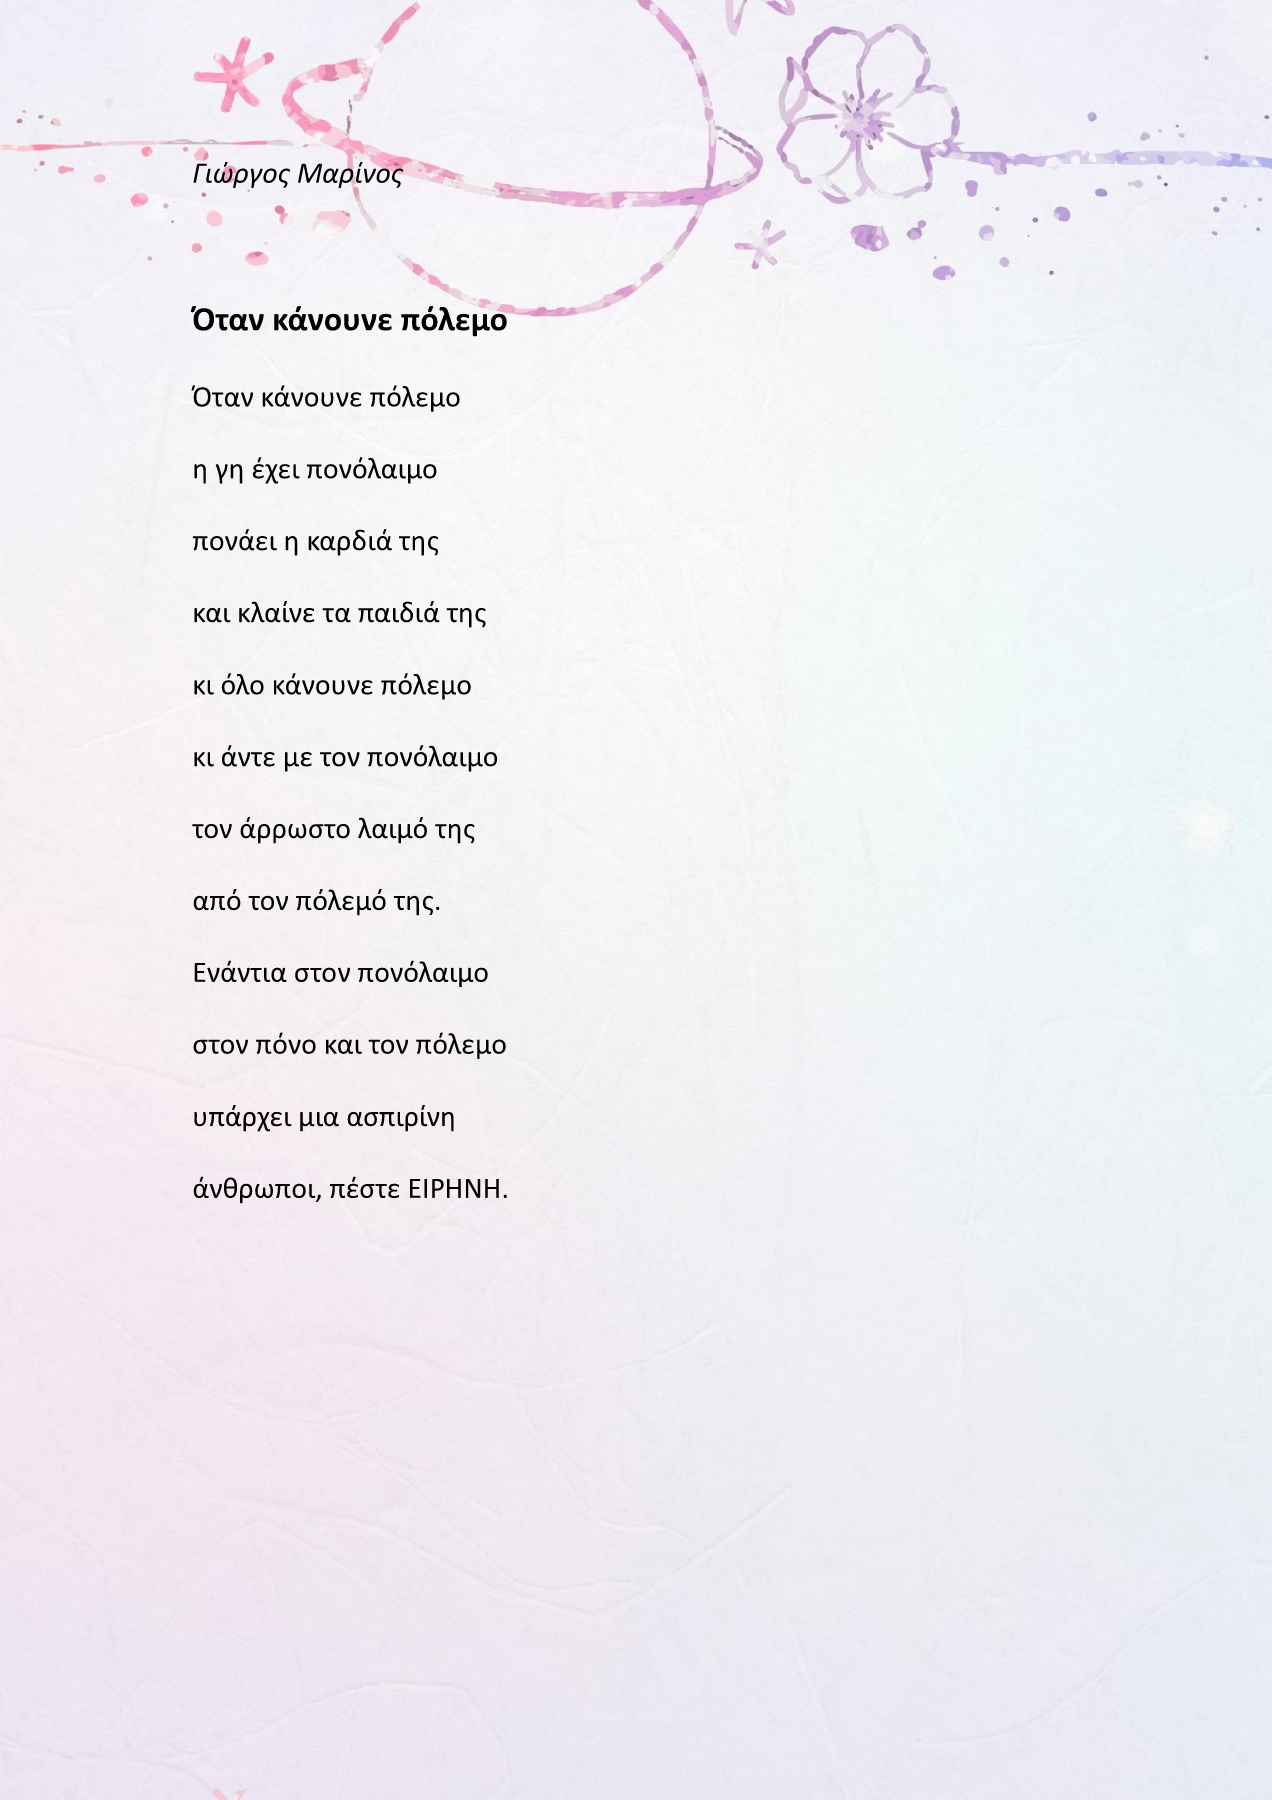 Γιώργος Μαρίνος
Όταν κάνουνε πόλεμο
Όταν κάνουνε πόλεμο
η γη έχει πονόλαιμο
πονάει η καρδιά της
και κλαίνε τα παιδιά της
κι όλο κάνουνε πόλεμο
κι άντε με τον πονόλαιμο
τον άρρωστο λαιμό της
από τον πόλεμό της.
Ενάντια στον πονόλαιμο
στον πόνο και τον πόλεμο
υπάρχει μια ασπιρίνη
άνθρωποι, πέστε ΕΙΡΗΝΗ.